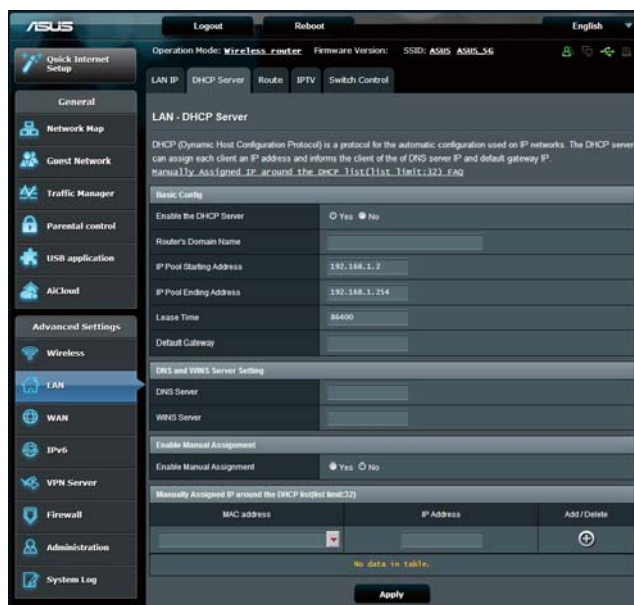 ASUS
Logout
Reboot
English
Quick Internet
Setup
Operation Mode: Wireless router Firmware Version: SSID: ASUS ASUS_5G
LAN IP
DHCP Server
Route
IPTV
Switch Control
General
Network Map
Guest Network
Traffic Manager
Parental control
USB application
AiCloud
Advanced Settings
Wireless
LAN
WAN
IPv6
VPN Server
Firewall
Administration
System Log
LAN - DHCP Server
DHCP (Dynamic Host Configuration Protocol) is a protocol for the automatic configuration used on IP networks. The DHCP server
can assign each client an IP address and informs the client of the of DNS server IP and default gateway IP.
Manually Assigned IP around the DHCP list(list limit:32) FAQ
Basic Config
Enable the DHCP Server Yes No
Router's Domain Name
IP Pool Starting Address 192.168.1.2
IP Pool Ending Address 192.168.1.254
Lease Time 86400
Default Gateway
DNS and WINS Server Setting
DNS Server
WINS Server
Enable Manual Assignment
Enable Manual Assignment Yes No
Manually Assigned IP around the DHCP list(list limit:32)
MAC address IP Address Add / Delete
No data in table.
Apply